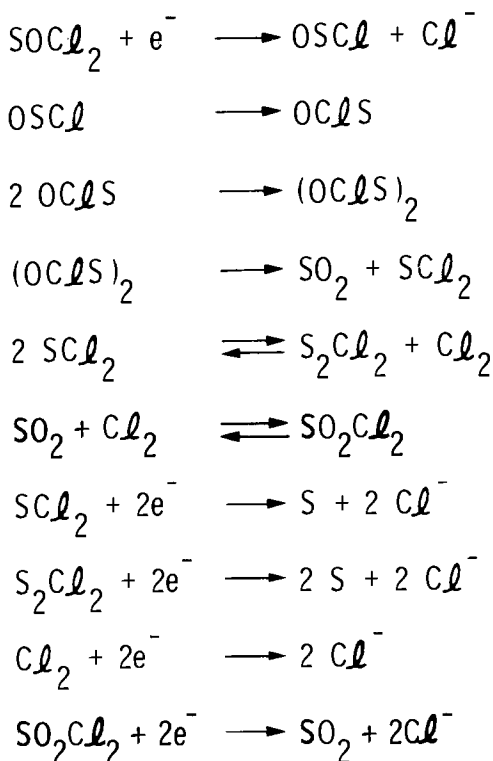 SOCl₂ + e⁻ ⟶ OSCl + Cl⁻
OSCl ⟶ OClS
2 OClS ⟶ (OClS)₂
(OClS)₂ ⟶ SO₂ + SCl₂
2 SCl₂ ⇌ S₂Cl₂ + Cl₂
SO₂ + Cl₂ ⇌ SO₂Cl₂
SCl₂ + 2e⁻ ⟶ S + 2 Cl⁻
S₂Cl₂ + 2e⁻ ⟶ 2 S + 2 Cl⁻
Cl₂ + 2e⁻ ⟶ 2 Cl⁻
SO₂Cl₂ + 2e⁻ ⟶ SO₂ + 2Cl⁻